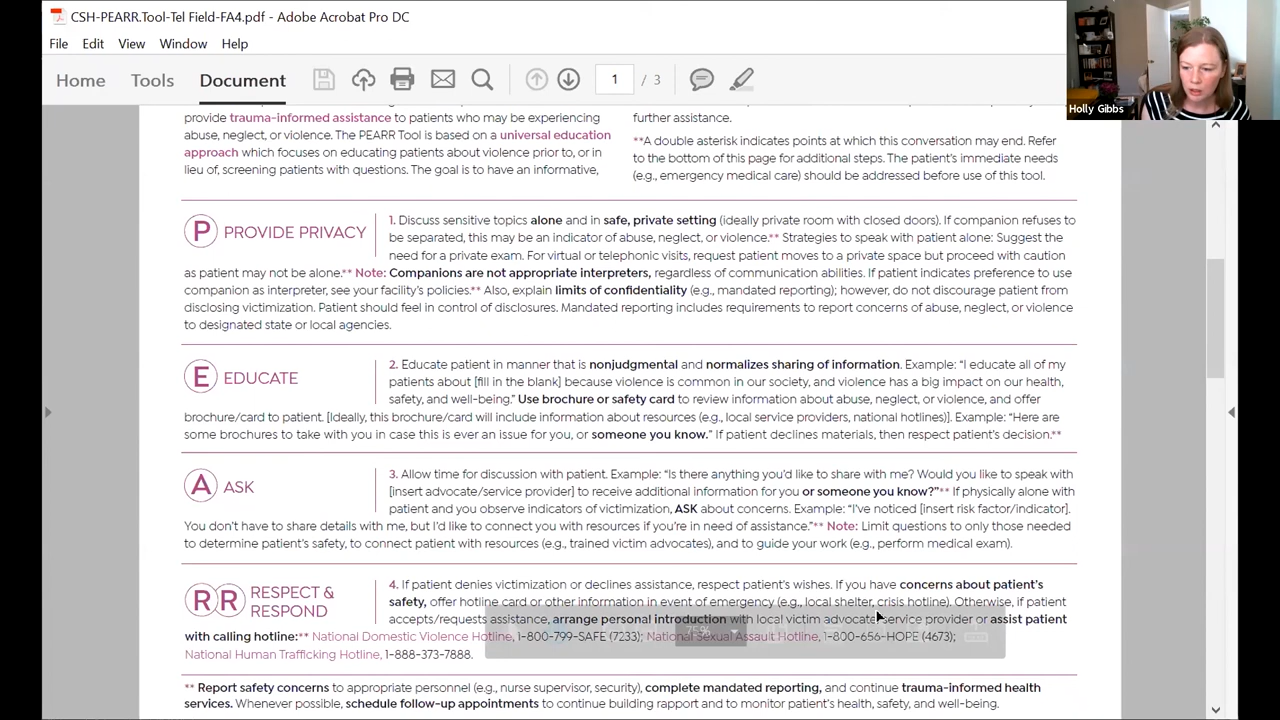 CSH-PEARR.Tool-Tel Field-FA4.pdf - Adobe Acrobat Pro DC
File Edit View Window Help
Home Tools Document 1 / 3
Holly Gibbs
provide trauma-informed assistance to patients who may be experiencing
abuse, neglect, or violence. The PEARR Tool is based on a universal education
approach which focuses on educating patients about violence prior to, or in
lieu of, screening patients with questions. The goal is to have an informative,
further assistance.
**A double asterisk indicates points at which this conversation may end. Refer
to the bottom of this page for additional steps. The patient's immediate needs
(e.g., emergency medical care) should be addressed before use of this tool.
P PROVIDE PRIVACY
1. Discuss sensitive topics alone and in safe, private setting (ideally private room with closed doors). If companion refuses to
be separated, this may be an indicator of abuse, neglect, or violence.** Strategies to speak with patient alone: Suggest the
need for a private exam. For virtual or telephonic visits, request patient moves to a private space but proceed with caution
as patient may not be alone.** Note: Companions are not appropriate interpreters, regardless of communication abilities. If patient indicates preference to use
companion as interpreter, see your facility's policies.** Also, explain limits of confidentiality (e.g., mandated reporting); however, do not discourage patient from
disclosing victimization. Patient should feel in control of disclosures. Mandated reporting includes requirements to report concerns of abuse, neglect, or violence
to designated state or local agencies.
E EDUCATE
2. Educate patient in manner that is nonjudgmental and normalizes sharing of information. Example: "I educate all of my
patients about [fill in the blank] because violence is common in our society, and violence has a big impact on our health,
safety, and well-being." Use brochure or safety card to review information about abuse, neglect, or violence, and offer
brochure/card to patient. [Ideally, this brochure/card will include information about resources (e.g., local service providers, national hotlines)]. Example: "Here are
some brochures to take with you in case this is ever an issue for you, or someone you know." If patient declines materials, then respect patient's decision.**
A ASK
3. Allow time for discussion with patient. Example: "Is there anything you'd like to share with me? Would you like to speak with
[insert advocate/service provider] to receive additional information for you or someone you know?"** If physically alone with
patient and you observe indicators of victimization, ASK about concerns. Example: "I've noticed [insert risk factor/indicator].
You don't have to share details with me, but I'd like to connect you with resources if you're in need of assistance."** Note: Limit questions to only those needed
to determine patient's safety, to connect patient with resources (e.g., trained victim advocates), and to guide your work (e.g., perform medical exam).
RR RESPECT &
RESPOND
4. If patient denies victimization or declines assistance, respect patient's wishes. If you have concerns about patient's
safety, offer hotline card or other information in event of emergency (e.g., local shelter, crisis hotline). Otherwise, if patient
accepts/requests assistance, arrange personal introduction with local victim advocate/service provider or assist patient
with calling hotline:** National Domestic Violence Hotline, 1-800-799-SAFE (7233); National Sexual Assault Hotline, 1-800-656-HOPE (4673);
National Human Trafficking Hotline, 1-888-373-7888.
** Report safety concerns to appropriate personnel (e.g., nurse supervisor, security), complete mandated reporting, and continue trauma-informed health
services. Whenever possible, schedule follow-up appointments to continue building rapport and to monitor patient's health, safety, and well-being.